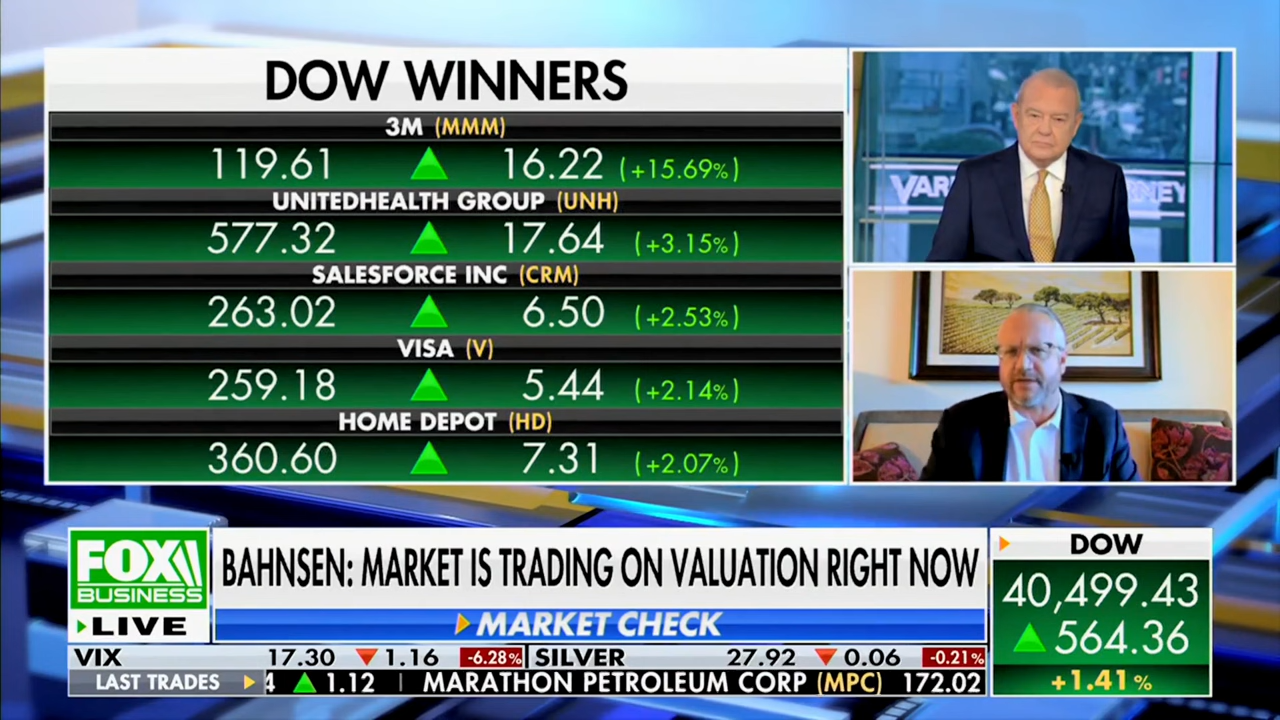 DOW WINNERS
3M (MMM)
119.61 ▲ 16.22 (+15.69%)
UNITEDHEALTH GROUP (UNH)
577.32 ▲ 17.64 (+3.15%)
SALESFORCE INC (CRM)
263.02 ▲ 6.50 (+2.53%)
VISA (V)
259.18 ▲ 5.44 (+2.14%)
HOME DEPOT (HD)
360.60 ▲ 7.31 (+2.07%)
FOX
BUSINESS
LIVE
BAHNSEN: MARKET IS TRADING ON VALUATION RIGHT NOW
MARKET CHECK
VIX 17.30 ▼ 1.16 -6.28% SILVER 27.92 ▼ 0.06 -0.21%
LAST TRADES 4 ▲ 1.12 | MARATHON PETROLEUM CORP (MPC) 172.02
DOW
40,499.43
▲ 564.36
+1.41%